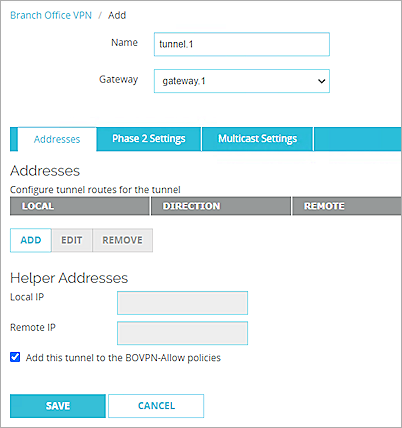 Branch Office VPN / Add
Name tunnel.1
Gateway gateway.1
Addresses Phase 2 Settings Multicast Settings
Addresses
Configure tunnel routes for the tunnel
LOCAL DIRECTION REMOTE
ADD EDIT REMOVE
Helper Addresses
Local IP
Remote IP
Add this tunnel to the BOVPN-Allow policies
SAVE CANCEL